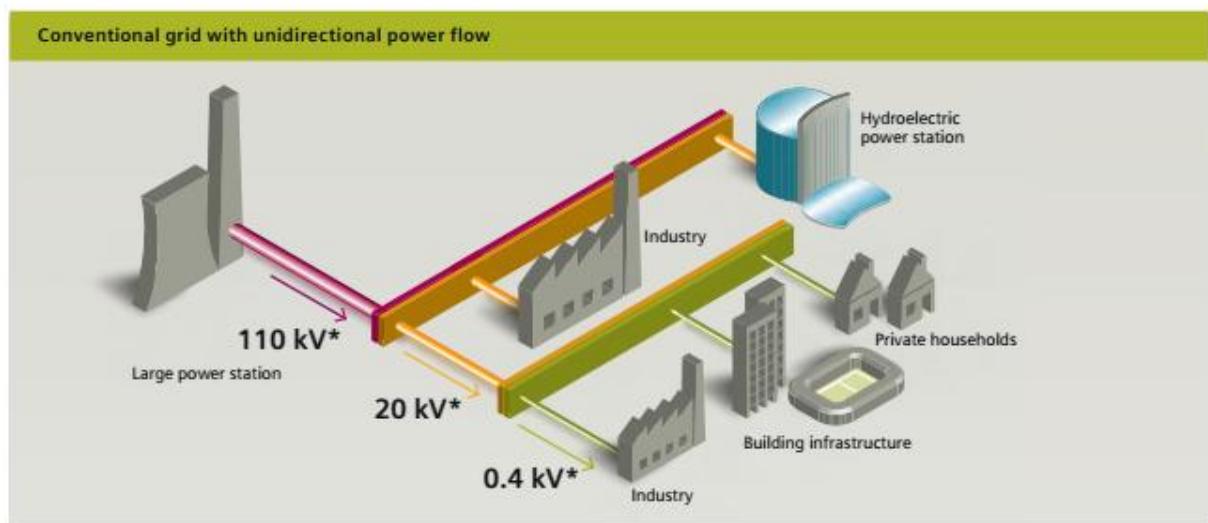 Conventional grid with unidirectional power flow
Hydroelectric
power station
Industry
110 kV*
Large power station
Private households
20 kV*
Building infrastructure
0.4 kV*
Industry